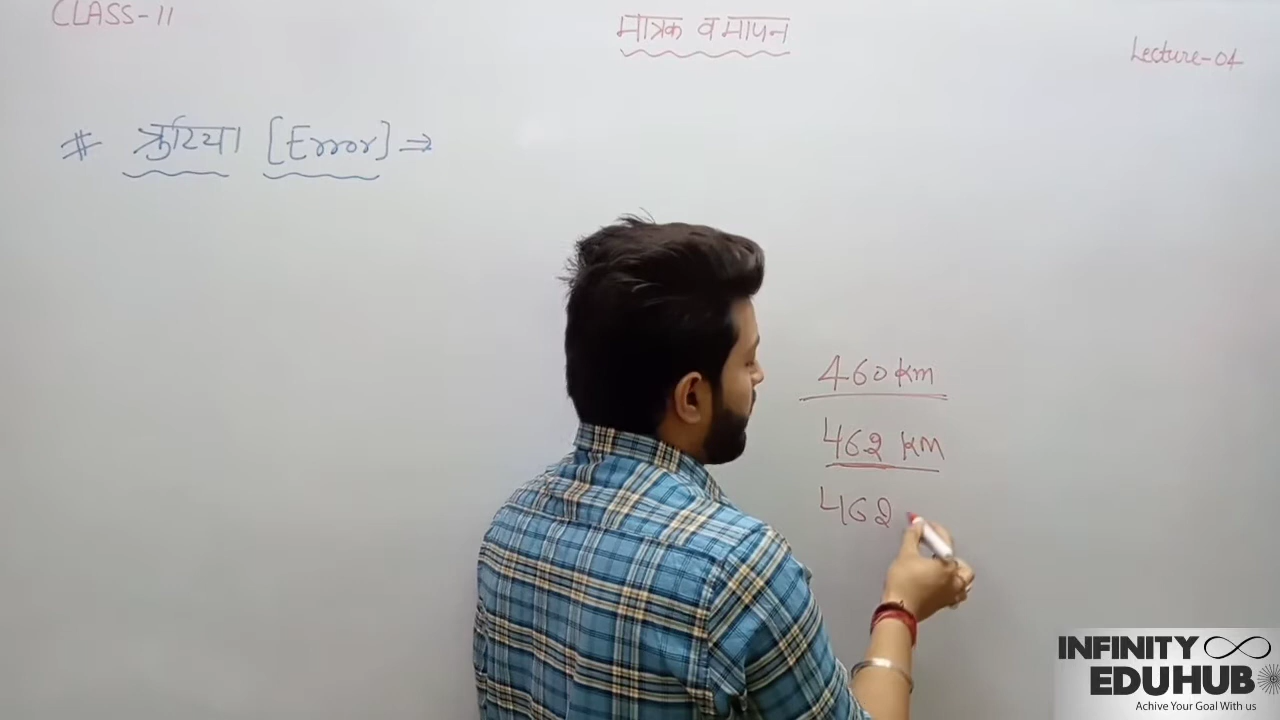 CLASS-11
मात्रक व मापन
Lecture-04
# त्रुटिया [Error] ⇒
460 km
462 KM
462
INFINITY
EDUHUB
Achive Your Goal With us